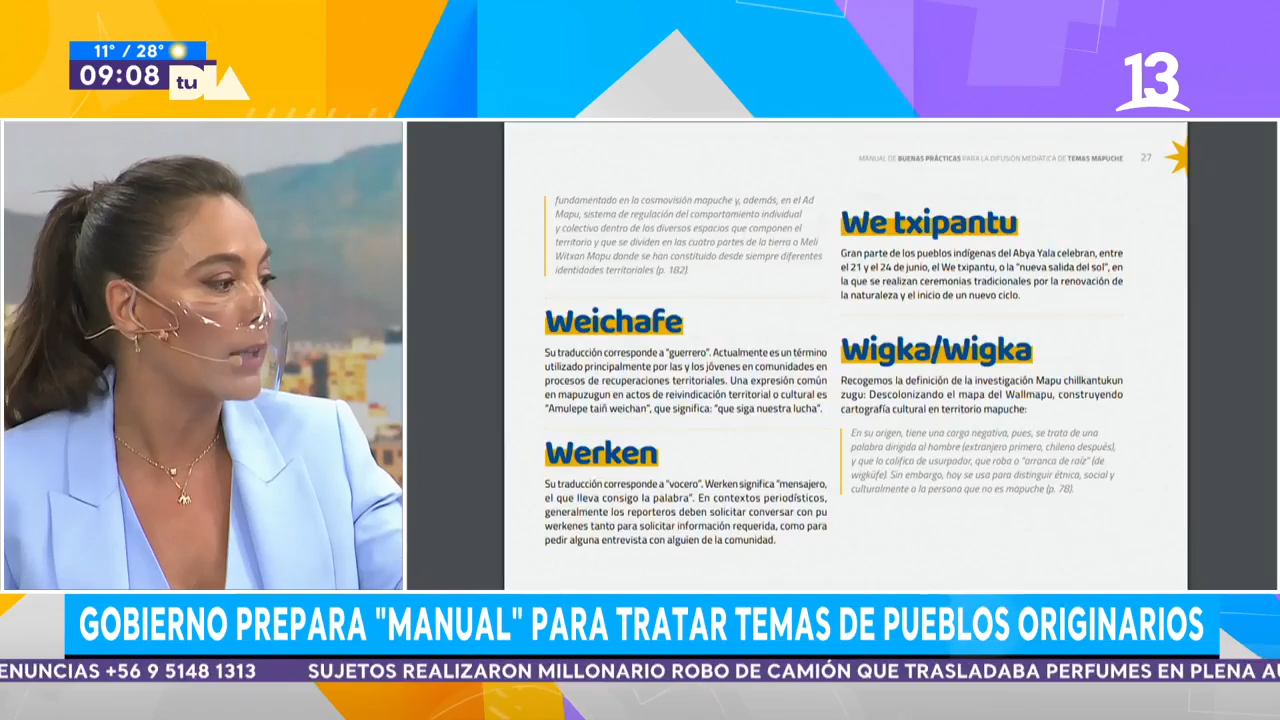 11° / 28°
09:08
tu DÍA
13
MANUAL DE BUENAS PRÁCTICAS PARA LA DIFUSIÓN MEDIÁTICA DE TEMAS MAPUCHE 27
fundamentado en la cosmovisión mapuche y, además, en el Ad
Mapu, sistema de regulación del comportamiento individual
y colectivo dentro de los diversos espacios que componen el
territorio y que se dividen en las cuatro partes de la tierra o Meli
Witxan Mapu donde se han constituido desde siempre diferentes
identidades territoriales (p. 182).
Weichafe
Su traducción corresponde a “guerrero”. Actualmente es un término
utilizado principalmente por las y los jóvenes en comunidades en
procesos de recuperaciones territoriales. Una expresión común
en mapuzugun en actos de reivindicación territorial o cultural es
“Amulepe taiñ weichan”, que significa: “que siga nuestra lucha”.
Werken
Su traducción corresponde a “vocero”. Werken significa “mensajero,
el que lleva consigo la palabra”. En contextos periodísticos,
generalmente los reporteros deben solicitar conversar con pu
werkenes tanto para solicitar información requerida, como para
pedir alguna entrevista con alguien de la comunidad.
We txipantu
Gran parte de los pueblos indígenas del Abya Yala celebran, entre
el 21 y el 24 de junio, el We txipantu, o la “nueva salida del sol”, en
la que se realizan ceremonias tradicionales por la renovación de
la naturaleza y el inicio de un nuevo ciclo.
Wigka/Wigka
Recogemos la definición de la investigación Mapu chillkantukun
zugu: Descolonizando el mapa del Wallmapu, construyendo
cartografía cultural en territorio mapuche:
En su origen, tiene una carga negativa, pues, se trata de una
palabra dirigida al hombre (extranjero primero, chileno después),
y que lo califica de usurpador, que roba o “arranca de raíz” (de
wigküfe). Sin embargo, hoy se usa para distinguir étnica, social y
culturalmente a la persona que no es mapuche (p. 78).
GOBIERNO PREPARA "MANUAL" PARA TRATAR TEMAS DE PUEBLOS ORIGINARIOS
ENUNCIAS +56 9 5148 1313 SUJETOS REALIZARON MILLONARIO ROBO DE CAMIÓN QUE TRASLADABA PERFUMES EN PLENA AU